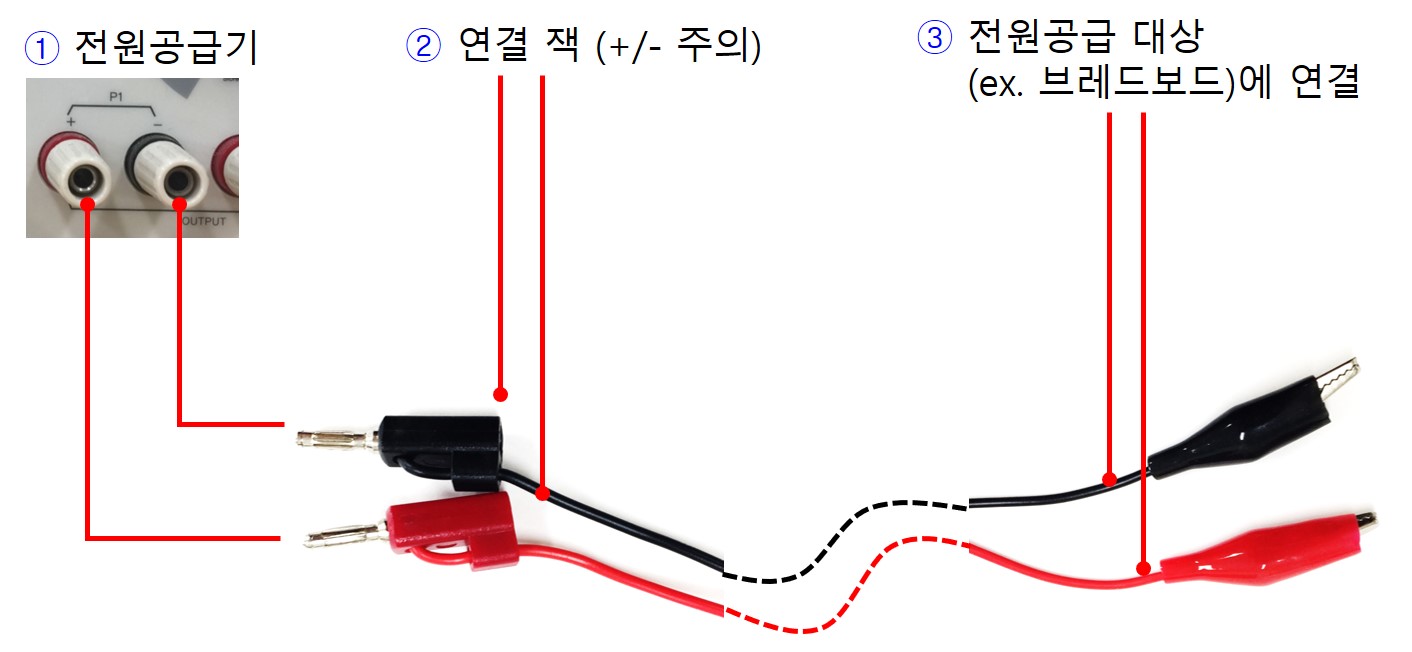 ① 전원공급기
② 연결 잭 (+/- 주의)
③ 전원공급 대상
(ex. 브레드보드)에 연결
P1
+ −
OUTPUT